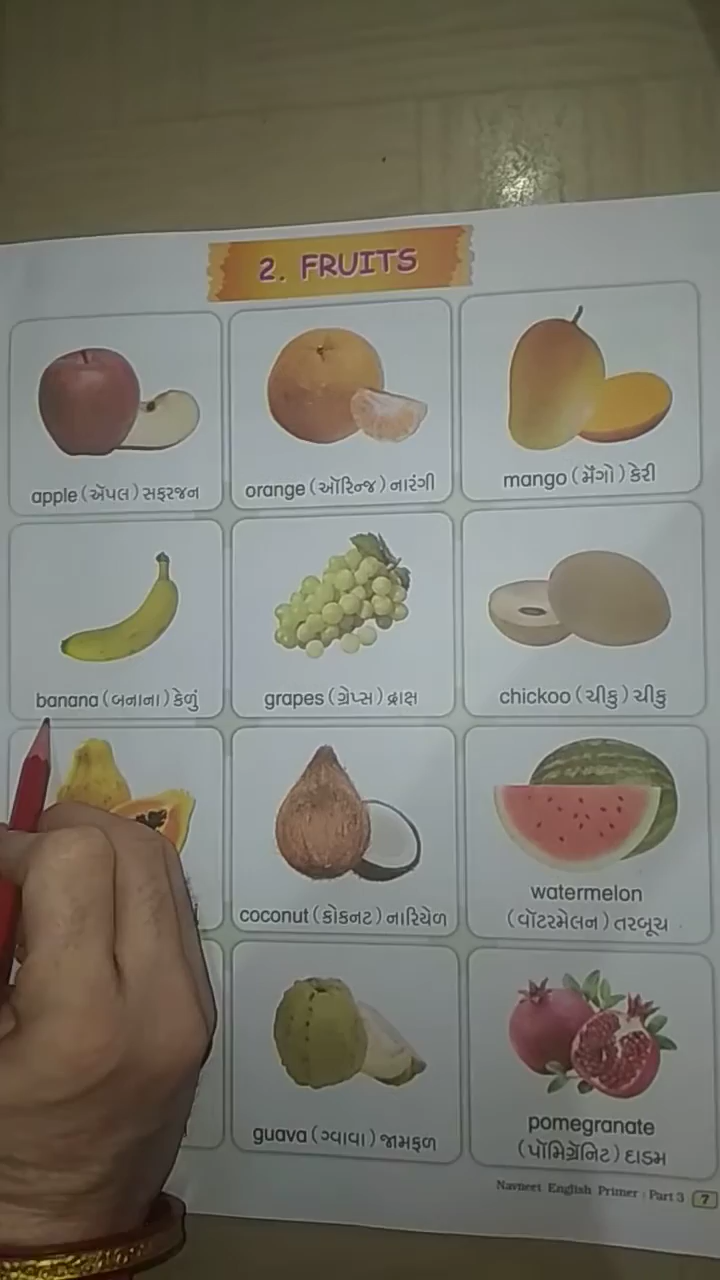 2. FRUITS
apple (ઍપલ) સફરજન
orange (ઑરિન્જ) નારંગી
mango (મૅંગો) કેરી
banana (બનાના) કેળું
grapes (ગ્રેપ્સ) દ્રાક્ષ
chickoo (ચીકુ) ચીકુ
coconut (કોકનટ) નારિયેળ
watermelon
(વૉટરમેલન) તરબૂચ
guava (ગ્વાવા) જામફળ
pomegranate
(પૉમિગ્રેનિટ) દાડમ
Navneet English Primer : Part 3 7